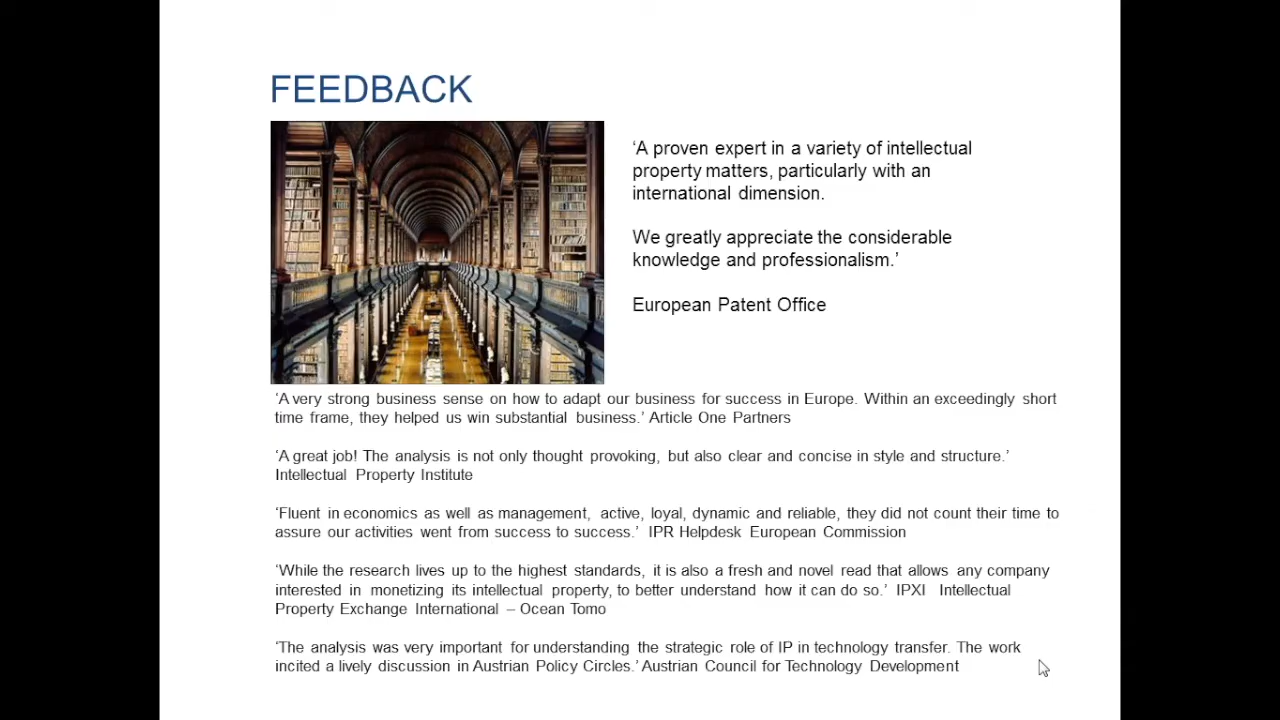 FEEDBACK
‘A proven expert in a variety of intellectual
property matters, particularly with an
international dimension.
We greatly appreciate the considerable
knowledge and professionalism.’
European Patent Office
‘A very strong business sense on how to adapt our business for success in Europe. Within an exceedingly short
time frame, they helped us win substantial business.’ Article One Partners
‘A great job! The analysis is not only thought provoking, but also clear and concise in style and structure.’
Intellectual Property Institute
‘Fluent in economics as well as management, active, loyal, dynamic and reliable, they did not count their time to
assure our activities went from success to success.’ IPR Helpdesk European Commission
‘While the research lives up to the highest standards, it is also a fresh and novel read that allows any company
interested in monetizing its intellectual property, to better understand how it can do so.’ IPXI Intellectual
Property Exchange International – Ocean Tomo
‘The analysis was very important for understanding the strategic role of IP in technology transfer. The work
incited a lively discussion in Austrian Policy Circles.’ Austrian Council for Technology Development